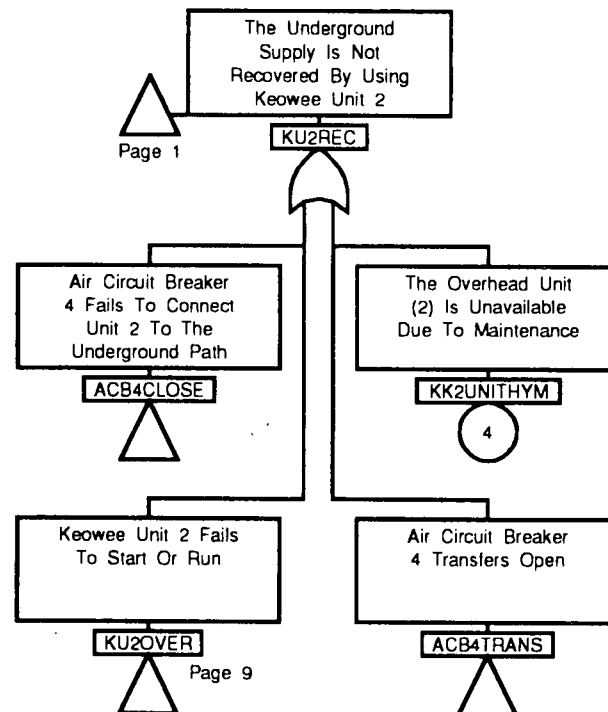 The Underground
Supply Is Not
Recovered By Using
Keowee Unit 2
Page 1
KU2REC
Air Circuit Breaker
4 Fails To Connect
Unit 2 To The
Underground Path
ACB4CLOSE
The Overhead Unit
(2) Is Unavailable
Due To Maintenance
KK2UNITHYM
4
Keowee Unit 2 Fails
To Start Or Run
KU2OVER
Page 9
Air Circuit Breaker
4 Transfers Open
ACB4TRANS